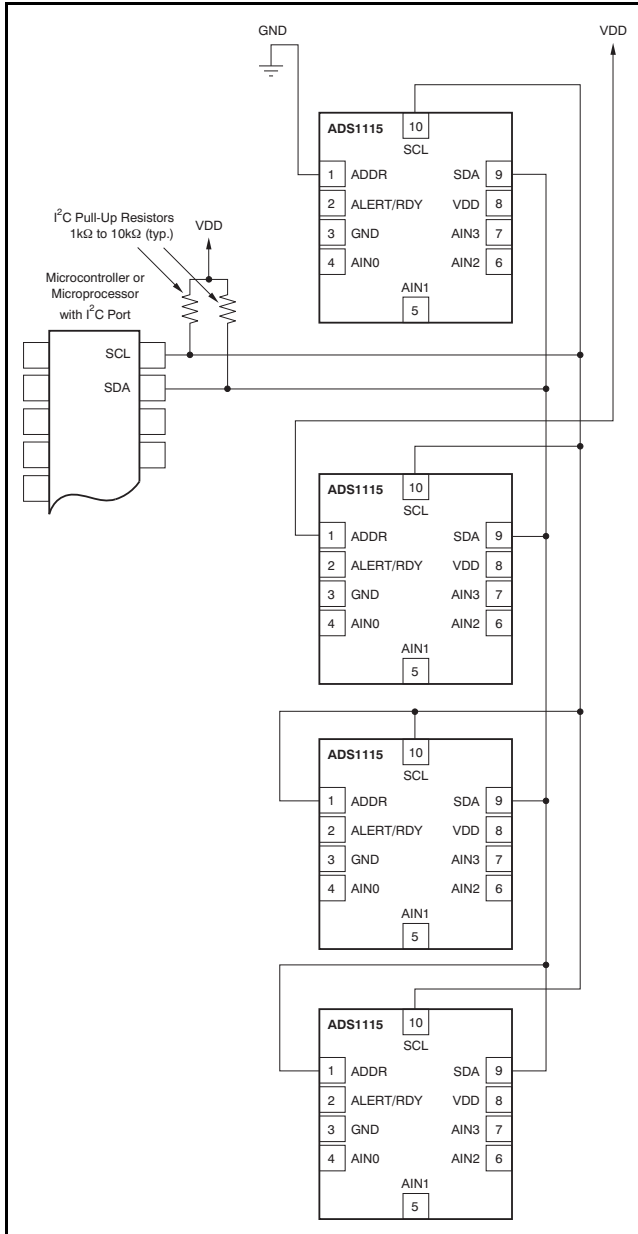 GND
VDD
ADS1115
10
SCL
1 ADDR
SDA 9
2 ALERT/RDY
VDD 8
3 GND
AIN3 7
4 AIN0
AIN2 6
AIN1
5
I²C Pull-Up Resistors
1kΩ to 10kΩ (typ.)
VDD
Microcontroller or
Microprocessor
with I²C Port
SCL
SDA
ADS1115
10
SCL
1 ADDR
SDA 9
2 ALERT/RDY
VDD 8
3 GND
AIN3 7
4 AIN0
AIN2 6
AIN1
5
ADS1115
10
SCL
1 ADDR
SDA 9
2 ALERT/RDY
VDD 8
3 GND
AIN3 7
4 AIN0
AIN2 6
AIN1
5
ADS1115
10
SCL
1 ADDR
SDA 9
2 ALERT/RDY
VDD 8
3 GND
AIN3 7
4 AIN0
AIN2 6
AIN1
5